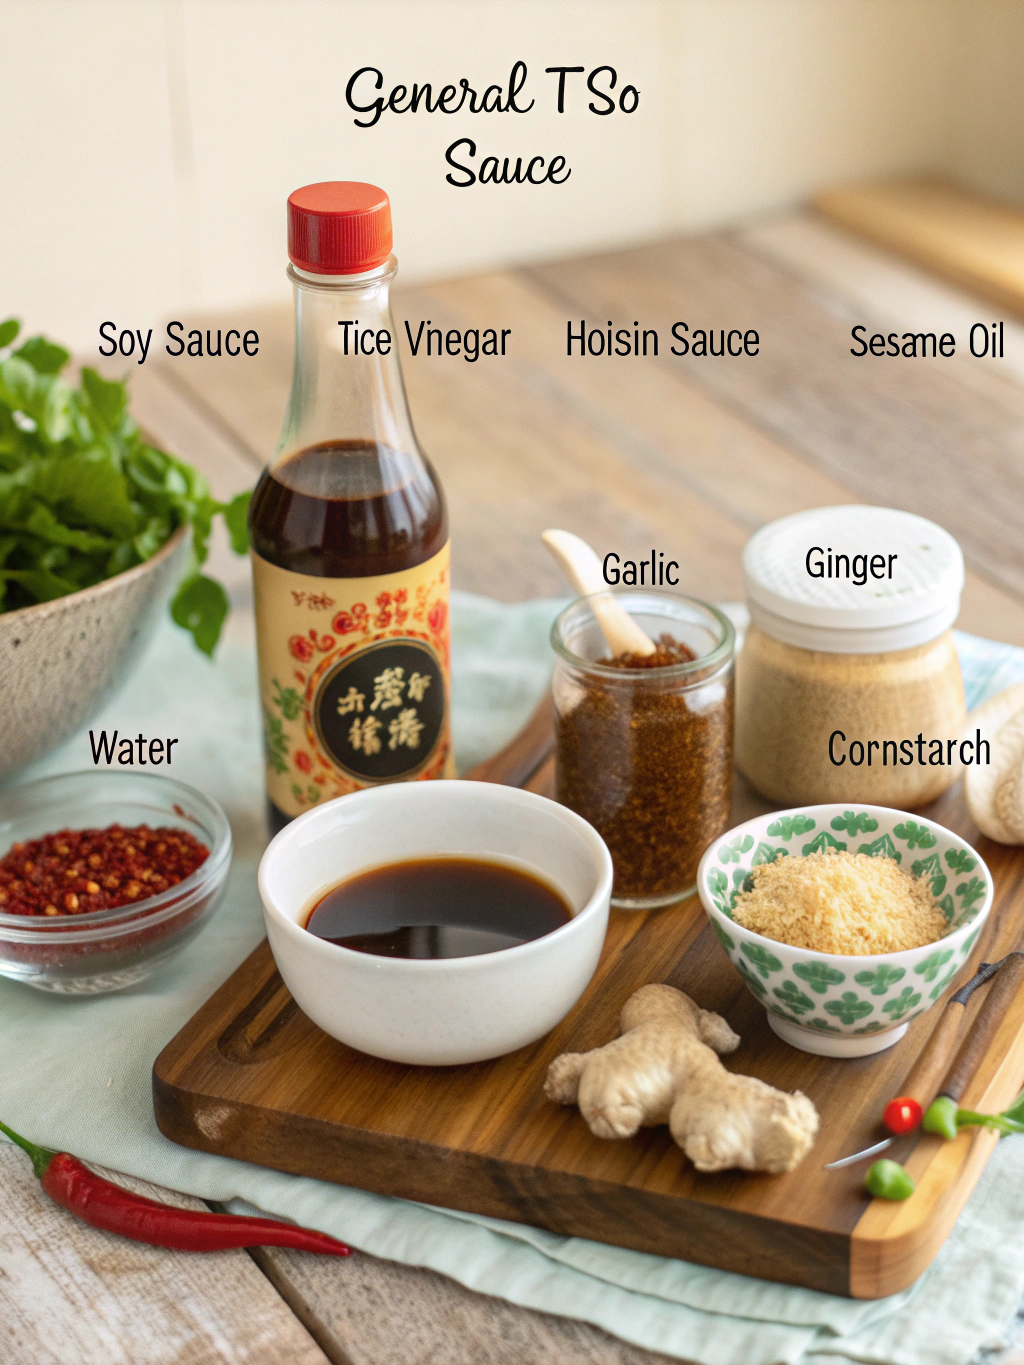 General TSo
Sauce
Soy Sauce
Tice Vnegar
Hoisin Sauce
Sesame Oil
Garlic
Ginger
Water
Cornstarch